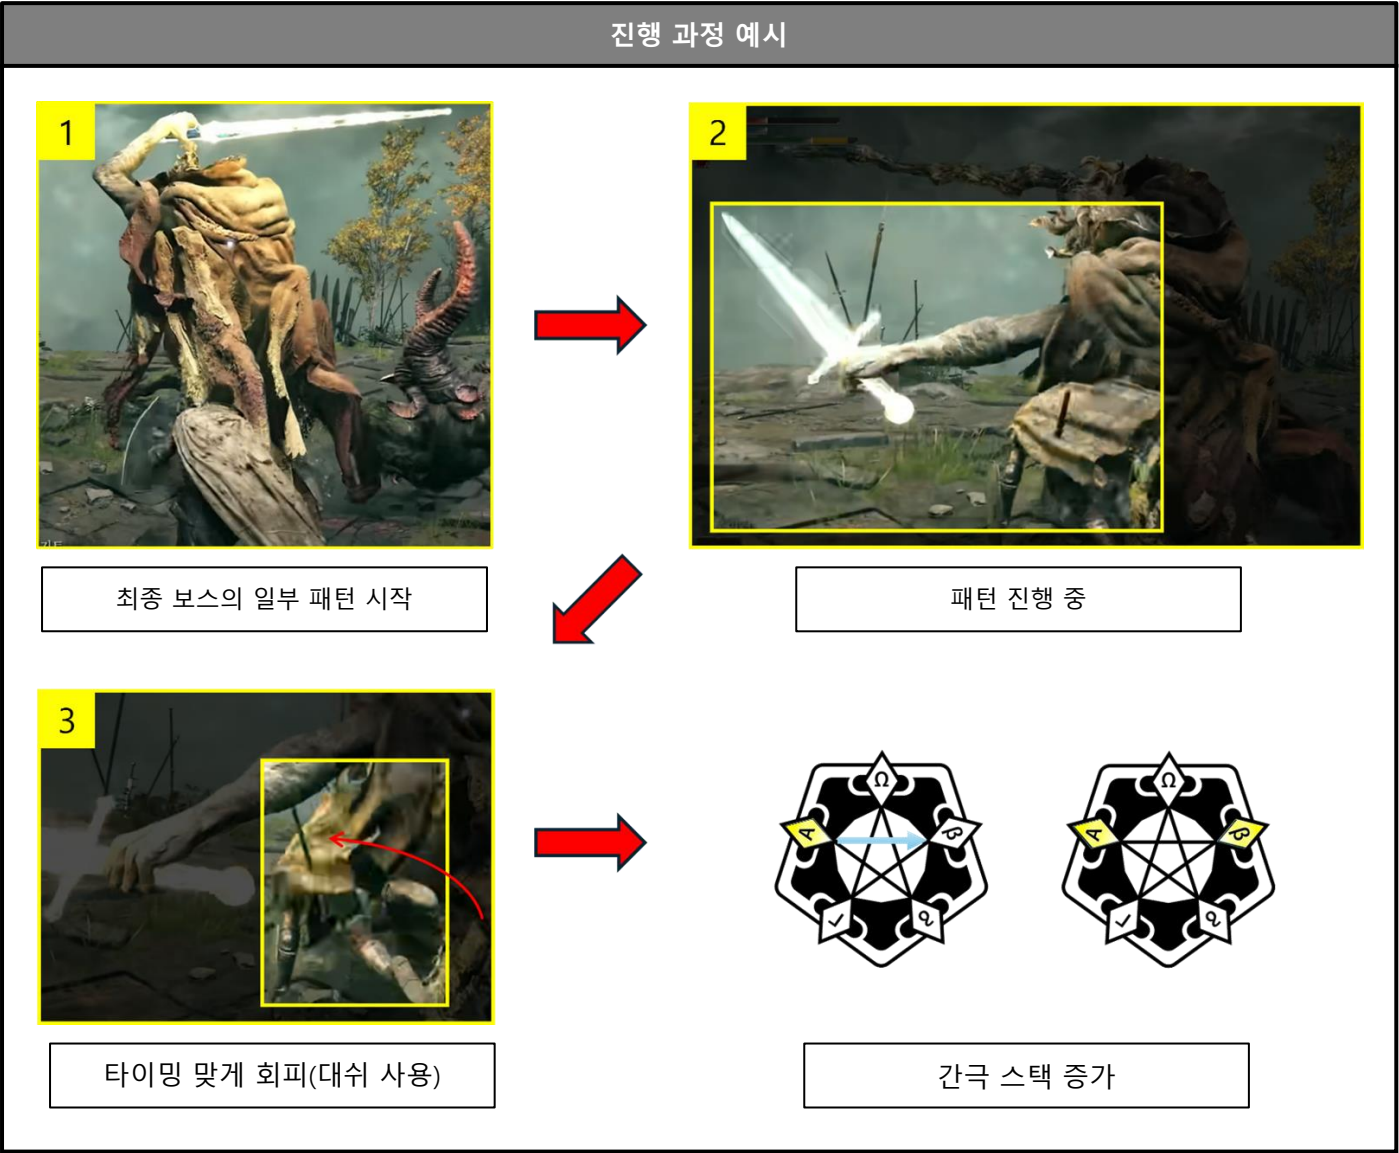 진행 과정 예시
1
2
최종 보스의 일부 패턴 시작
패턴 진행 중
3
Ω
A
β
Ω
A
β
타이밍 맞게 회피(대쉬 사용)
간극 스택 증가